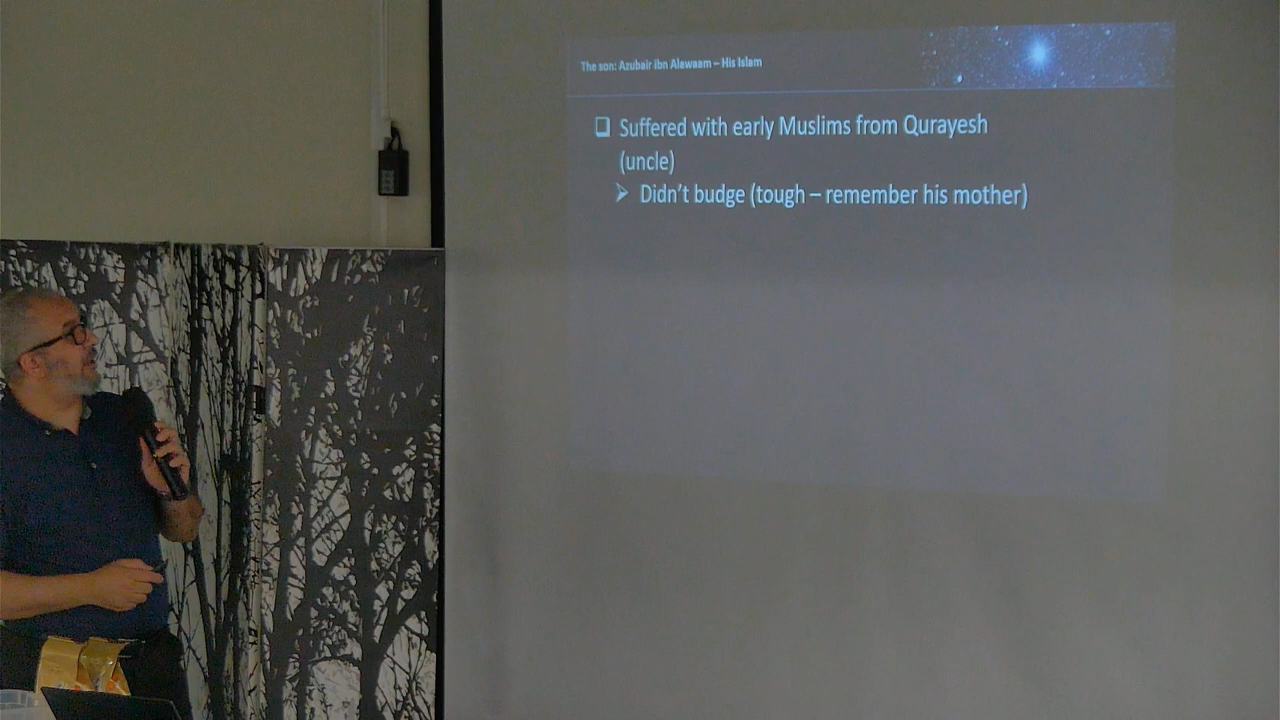 The son: Azubair ibn Alawaam – His Islam
❑ Suffered with early Muslims from Qurayesh
(uncle)
➢ Didn't budge (tough – remember his mother)